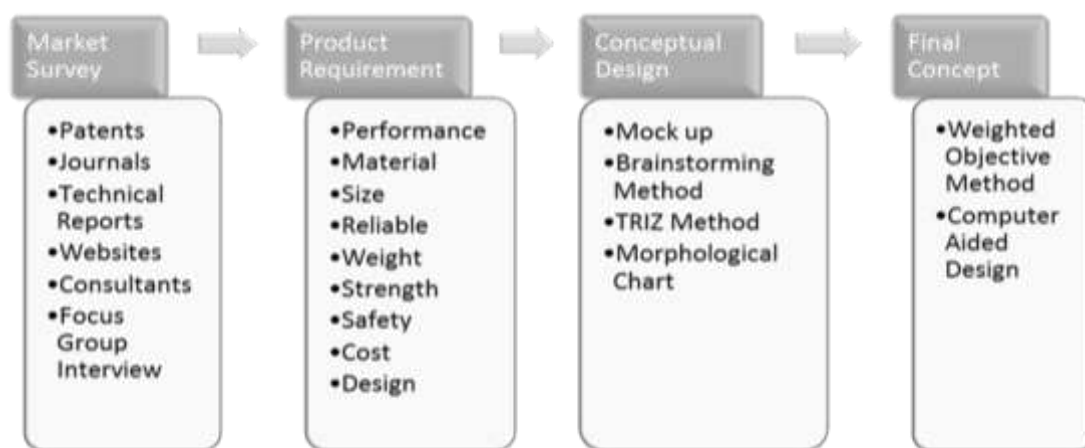 Market
Survey
•Patents
•Journals
•Technical
Reports
•Websites
•Consultants
•Focus
Group
Interview
Product
Requirement
•Performance
•Material
•Size
•Reliable
•Weight
•Strength
•Safety
•Cost
•Design
Conceptual
Design
•Mock up
•Brainstorming
Method
•TRIZ Method
•Morphological
Chart
Final
Concept
•Weighted
Objective
Method
•Computer
Aided
Design